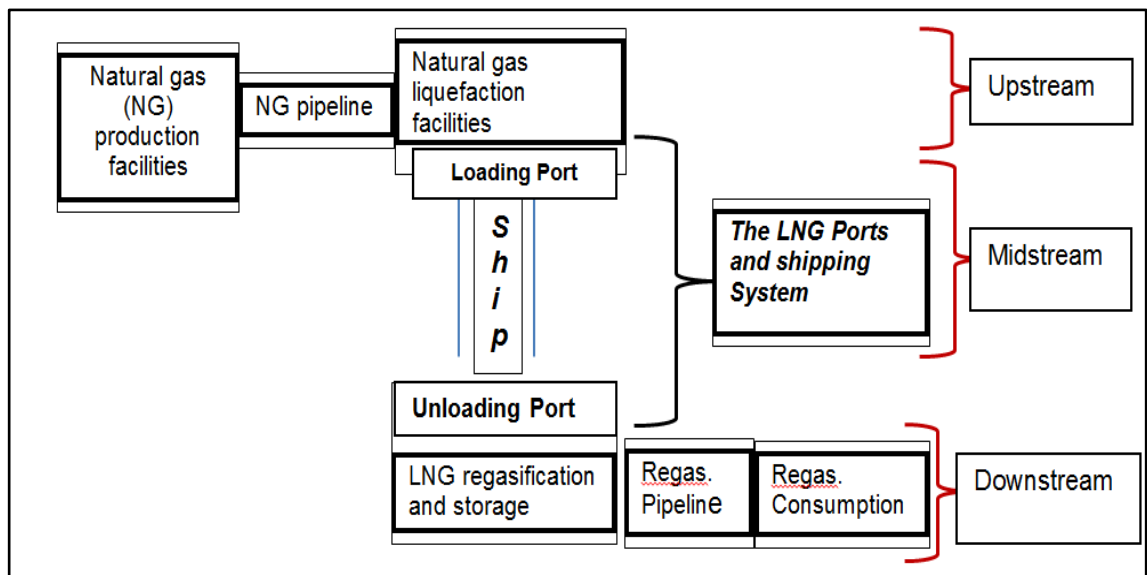 Natural gas
(NG)
production
facilities
NG pipeline
Natural gas
liquefaction
facilities
Loading Port
Ship
Unloading Port
LNG regasification
and storage
Regas.
Pipeline
Regas.
Consumption
The LNG Ports
and shipping
System
Upstream
Midstream
Downstream